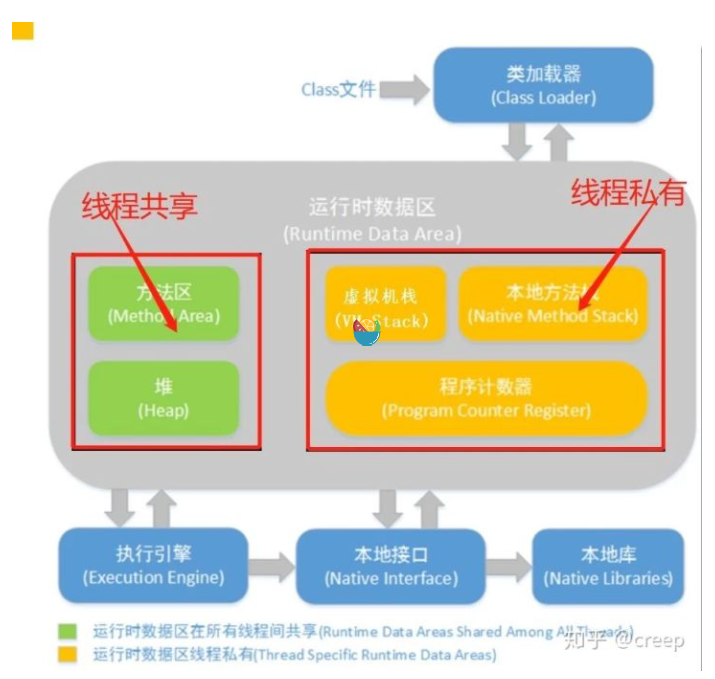 类加载器
Class文件
(Class Loader)
线程共享
线程私有
运行时数据区
(Runtime Data Area)
方法区
(Method Area)
虚拟机栈
(VM Stack)
本地方法栈
(Native Method Stack)
堆
(Heap)
程序计数器
(Program Counter Register)
执行引擎
(Execution Engine)
本地接口
(Native Interface)
本地库
(Native Libraries)
运行时数据区在所有线程间共享(Runtime Data Areas Shared Among All Threads)
知乎 @creep
运行时数据区线程私有(Thread Specific Runtime Data Areas)